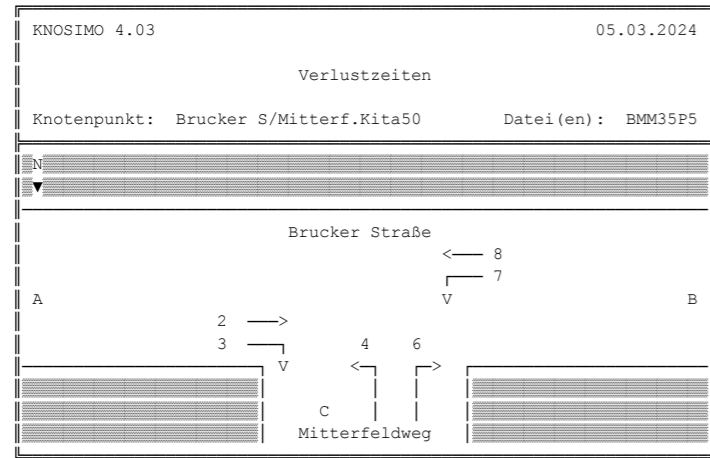 KNOSIMO 4.03 05.03.2024
Verlustzeiten
Knotenpunkt: Brucker S/Mitterf.Kita50 Datei(en): BMM35P5
N
▼
Brucker Straße
<─── 8
┌── 7
A V B
2 ───>
3 ───┐ 4 6
V <─┐ ┌─>
C
Mitterfeldweg